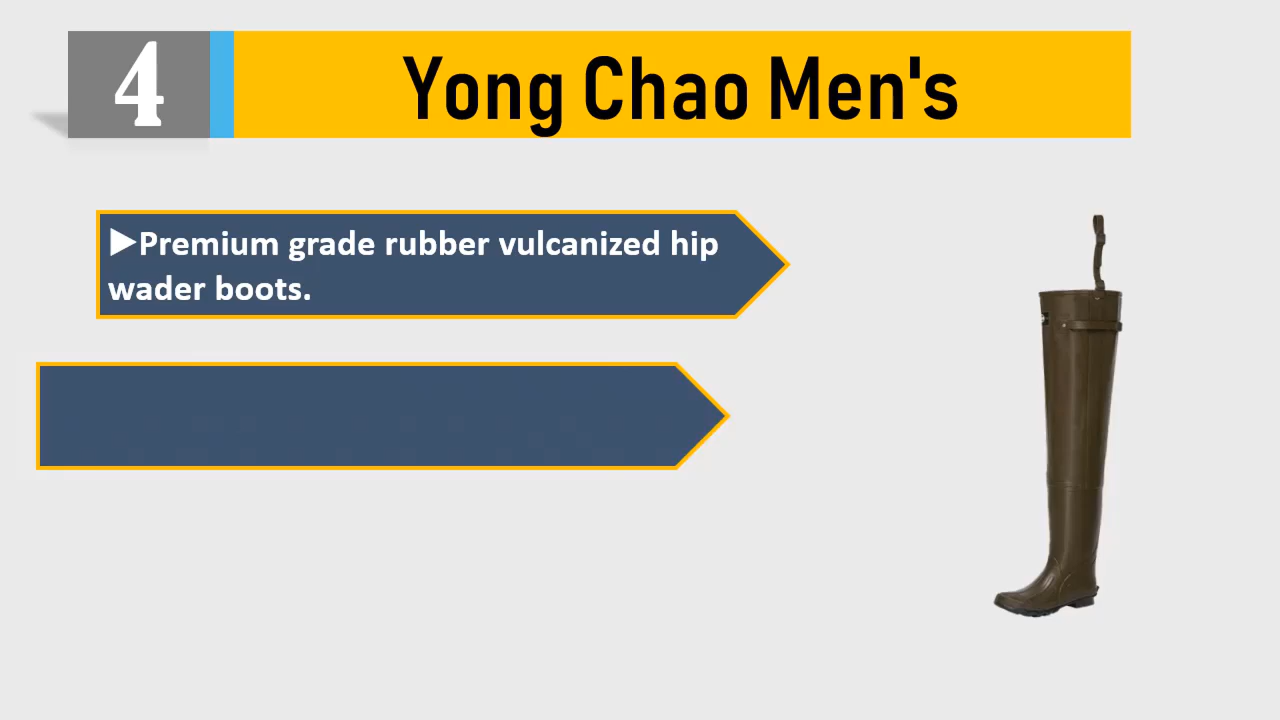 4
Yong Chao Men's
▶Premium grade rubber vulcanized hip
wader boots.